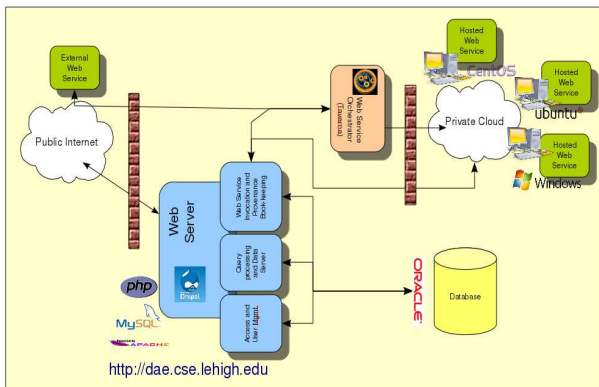 External
Web
Service
Public Internet
Web Service
Orchestrator
(Taverna)
Hosted
Web
Service
CentOS
Hosted
Web
Service
ubuntu
Private Cloud
Hosted
Web
Service
Windows
Web
Server
Drupal
Web Service
Invocation and
Provenance
Book-keeping
Query
processing
and Data
Server
Access and
User Mgmt.
php
MySQL
APACHE
ORACLE
Database
http://dae.cse.lehigh.edu